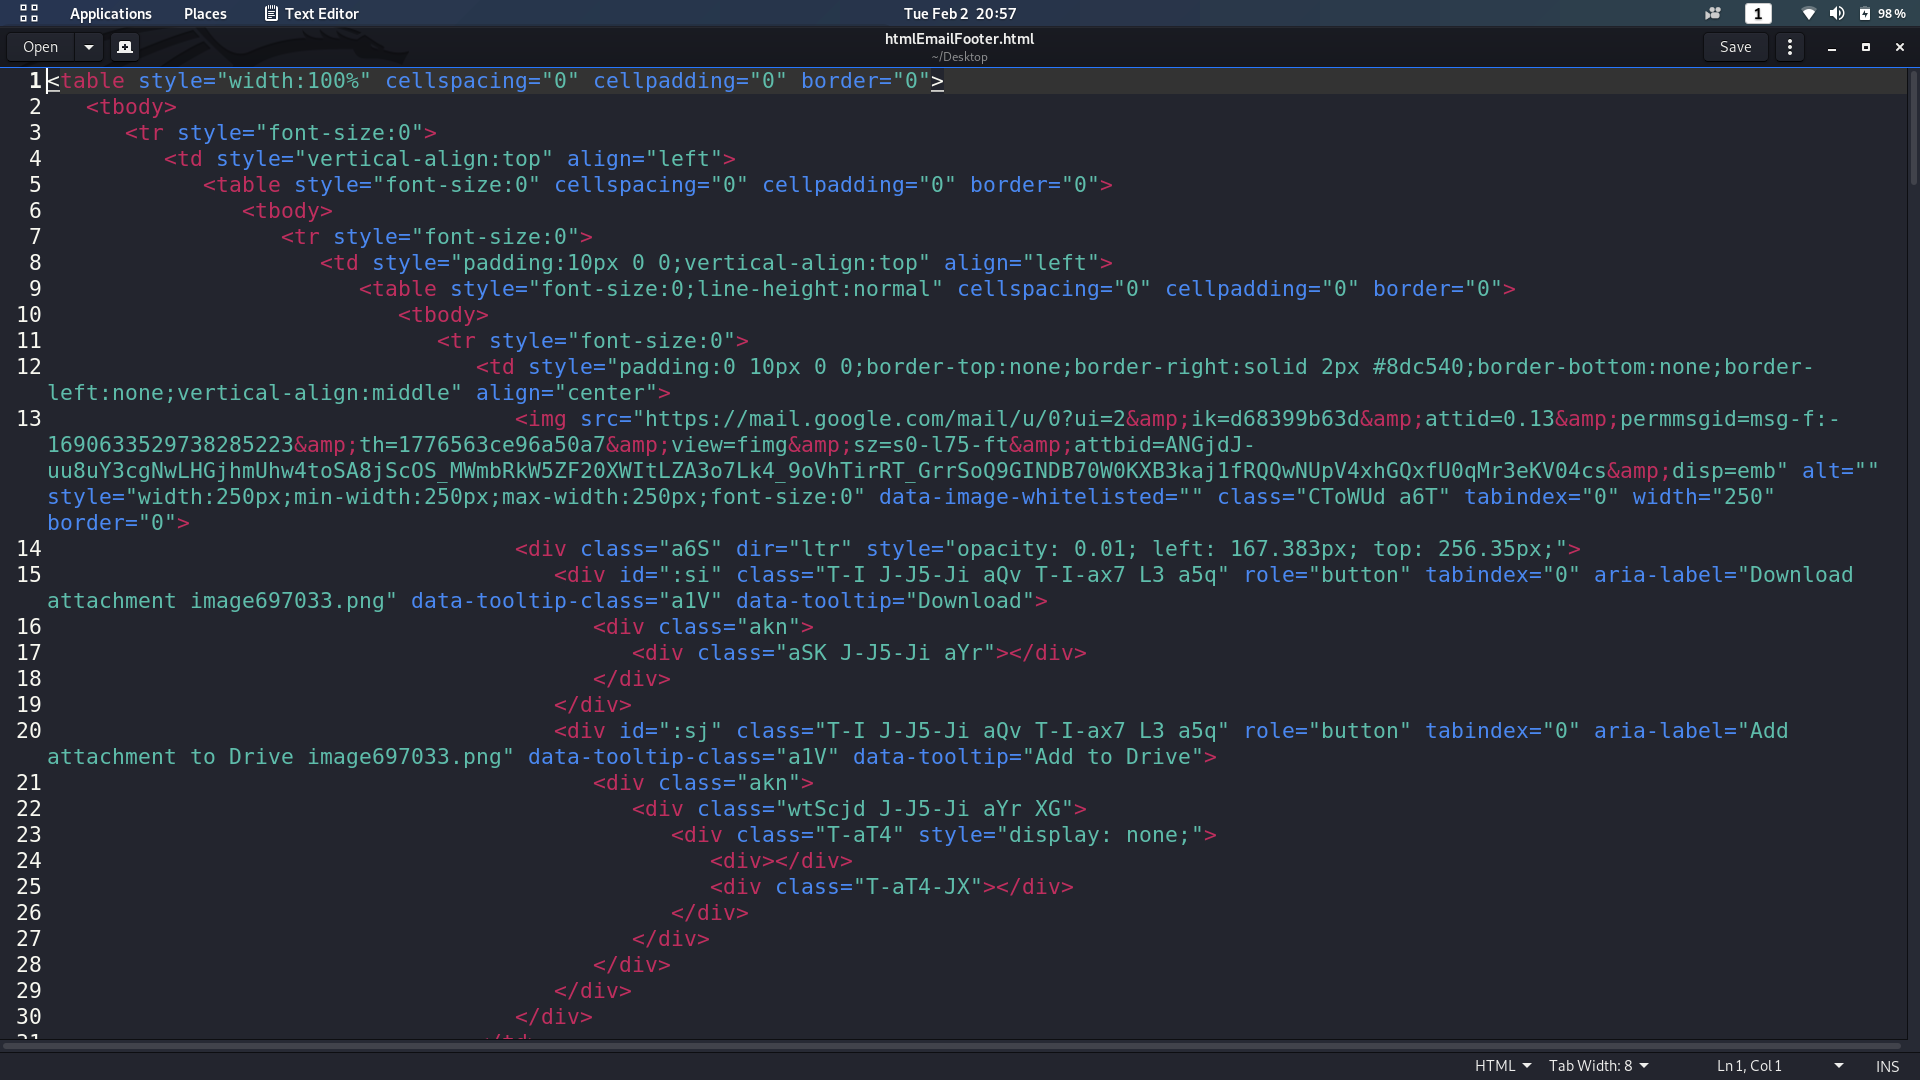 Applications Places Text Editor Tue Feb 2 20:57 1 98 %
Open htmlEmailFooter.html Save
~/Desktop
1 <table style="width:100%" cellspacing="0" cellpadding="0" border="0">
2 <tbody>
3 <tr style="font-size:0">
4 <td style="vertical-align:top" align="left">
5 <table style="font-size:0" cellspacing="0" cellpadding="0" border="0">
6 <tbody>
7 <tr style="font-size:0">
8 <td style="padding:10px 0 0;vertical-align:top" align="left">
9 <table style="font-size:0;line-height:normal" cellspacing="0" cellpadding="0" border="0">
10 <tbody>
11 <tr style="font-size:0">
12 <td style="padding:0 10px 0 0;border-top:none;border-right:solid 2px #8dc540;border-bottom:none;border-
left:none;vertical-align:middle" align="center">
13 <img src="https://mail.google.com/mail/u/0?ui=2&amp;ik=d68399b63d&amp;attid=0.13&amp;permmsgid=msg-f:-
1690633529738285223&amp;th=1776563ce96a50a7&amp;view=fimg&amp;sz=s0-l75-ft&amp;attbid=ANGjdJ-
uu8uY3cgNwLHGjhmUhw4toSA8jScOS_MWmbRkW5ZF20XWItLZA3o7Lk4_9oVhTirRT_GrrSoQ9GINDB70W0KXB3kaj1fRQQwNUpV4xhGQxfU0qMr3eKV04cs&amp;disp=emb" alt=""
style="width:250px;min-width:250px;max-width:250px;font-size:0" data-image-whitelisted="" class="CToWUd a6T" tabindex="0" width="250"
border="0">
14 <div class="a6S" dir="ltr" style="opacity: 0.01; left: 167.383px; top: 256.35px;">
15 <div id=":si" class="T-I J-J5-Ji aQv T-I-ax7 L3 a5q" role="button" tabindex="0" aria-label="Download
attachment image697033.png" data-tooltip-class="a1V" data-tooltip="Download">
16 <div class="akn">
17 <div class="aSK J-J5-Ji aYr"></div>
18 </div>
19 </div>
20 <div id=":sj" class="T-I J-J5-Ji aQv T-I-ax7 L3 a5q" role="button" tabindex="0" aria-label="Add
attachment to Drive image697033.png" data-tooltip-class="a1V" data-tooltip="Add to Drive">
21 <div class="akn">
22 <div class="wtScjd J-J5-Ji aYr XG">
23 <div class="T-aT4" style="display: none;">
24 <div></div>
25 <div class="T-aT4-JX"></div>
26 </div>
27 </div>
28 </div>
29 </div>
30 </div>
HTML Tab Width: 8 Ln 1, Col 1 INS